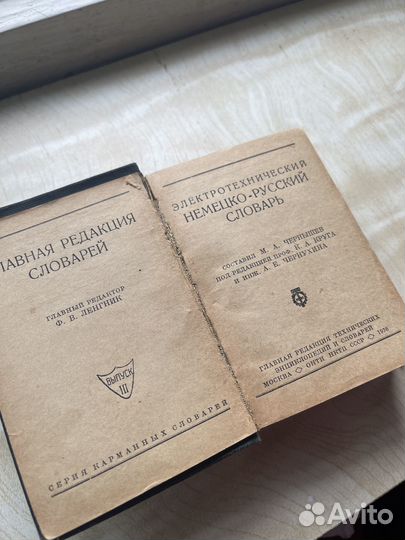 ГЛАВНАЯ РЕДАКЦИЯ
СЛОВАРЕЙ
ГЛАВНЫЙ РЕДАКТОР
Ф. В. ЛЕНГНИК
ВЫПУСК
III
СЕРИЯ КАРМАННЫХ СЛОВАРЕЙ
ЭЛЕКТРОТЕХНИЧЕСКИЙ
НЕМЕЦКО-РУССКИЙ
СЛОВАРЬ
СОСТАВИЛ М. А. ЧЕРНЫШЕВ
ПОД РЕДАКЦИЕЙ ПРОФ. К. А. КРУГА
И ИНЖ. А. Е. ЧЕРНУХИНА
ГЛАВНАЯ РЕДАКЦИЯ ТЕХНИЧЕСКИХ
ЭНЦИКЛОПЕДИЙ И СЛОВАРЕЙ
МОСКВА • ОНТИ НКТП СССР •
Avito